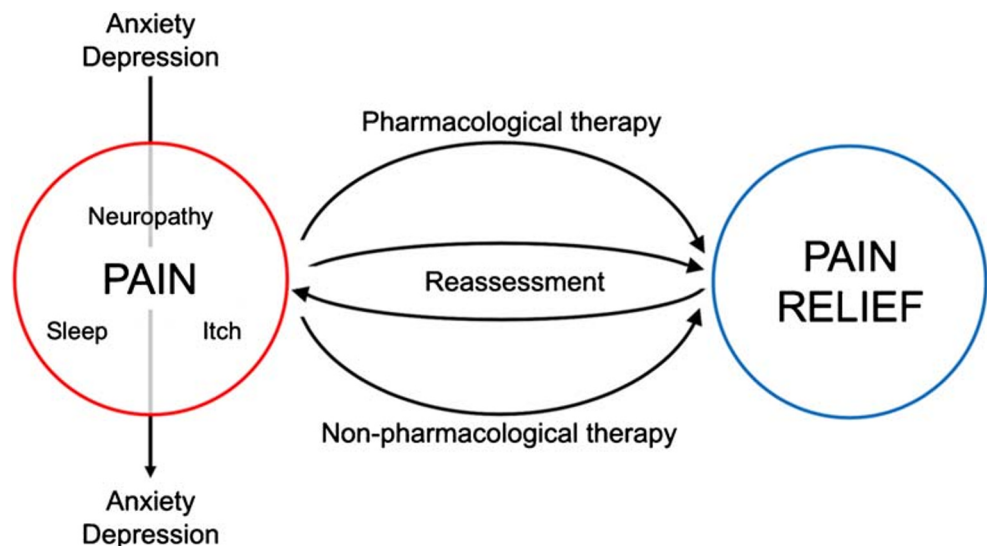 Anxiety
Depression
Pharmacological therapy
Neuropathy
PAIN
Sleep
Itch
Reassessment
PAIN
RELIEF
Non-pharmacological therapy
Anxiety
Depression